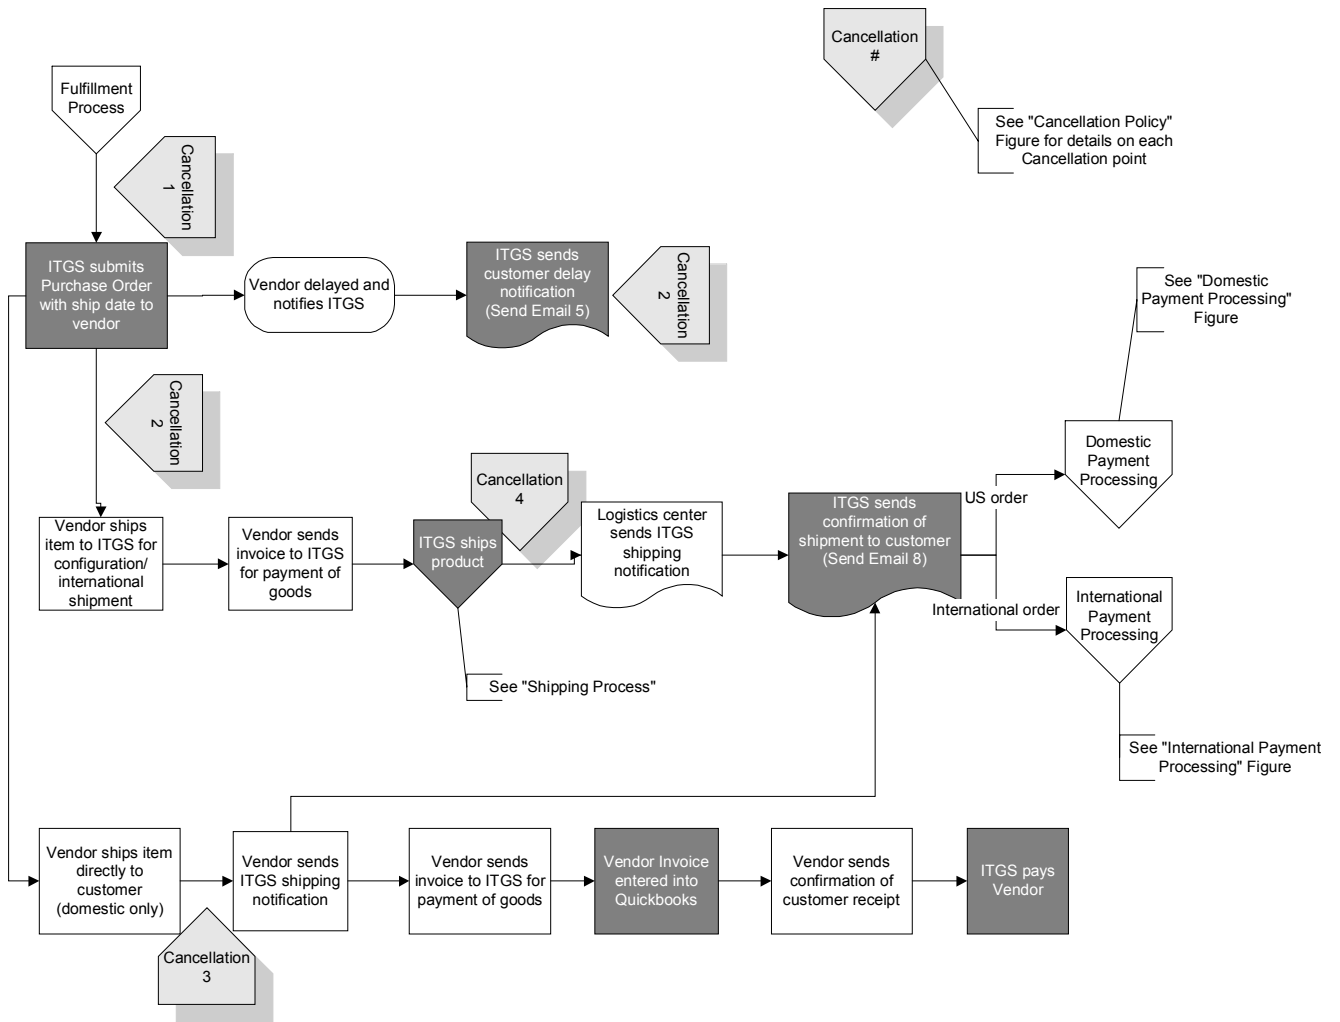 Cancellation
#
See "Cancellation Policy"
Figure for details on each
Cancellation point
Fulfillment
Process
Cancellation
1
ITGS submits
Purchase Order
with ship date to
vendor
Vendor delayed and
notifies ITGS
ITGS sends
customer delay
notification
(Send Email 5)
Cancellation
2
See "Domestic
Payment Processing"
Figure
Cancellation
2
Domestic
Payment
Processing
Cancellation
4
US order
Vendor ships
item to ITGS for
configuration/
international
shipment
Vendor sends
invoice to ITGS
for payment of
goods
ITGS ships
product
Logistics center
sends ITGS
shipping
notification
ITGS sends
confirmation of
shipment to customer
(Send Email 8)
International order
International
Payment
Processing
See "Shipping Process"
See "International Payment
Processing" Figure
Vendor ships item
directly to
customer
(domestic only)
Vendor sends
ITGS shipping
notification
Vendor sends
invoice to ITGS for
payment of goods
Vendor Invoice
entered into
Quickbooks
Vendor sends
confirmation of
customer receipt
ITGS pays
Vendor
Cancellation
3